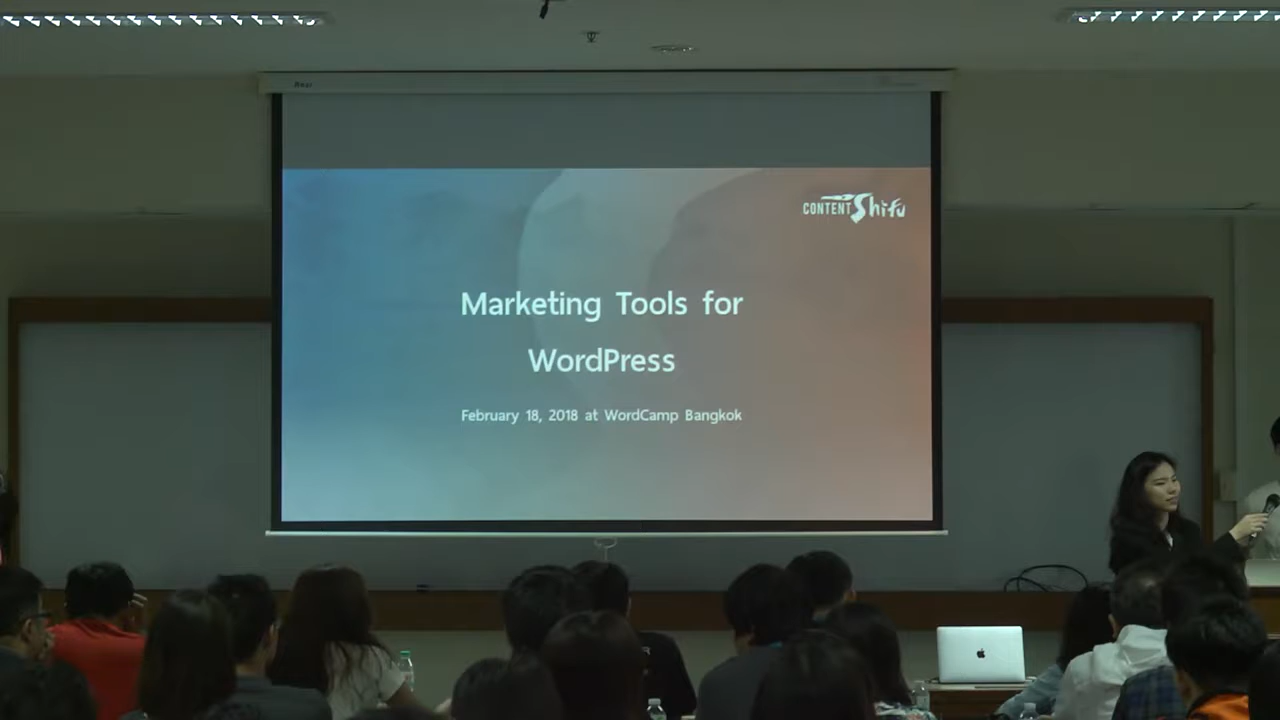 CONTENT Shifu
Marketing Tools for
WordPress
February 18, 2018 at WordCamp Bangkok